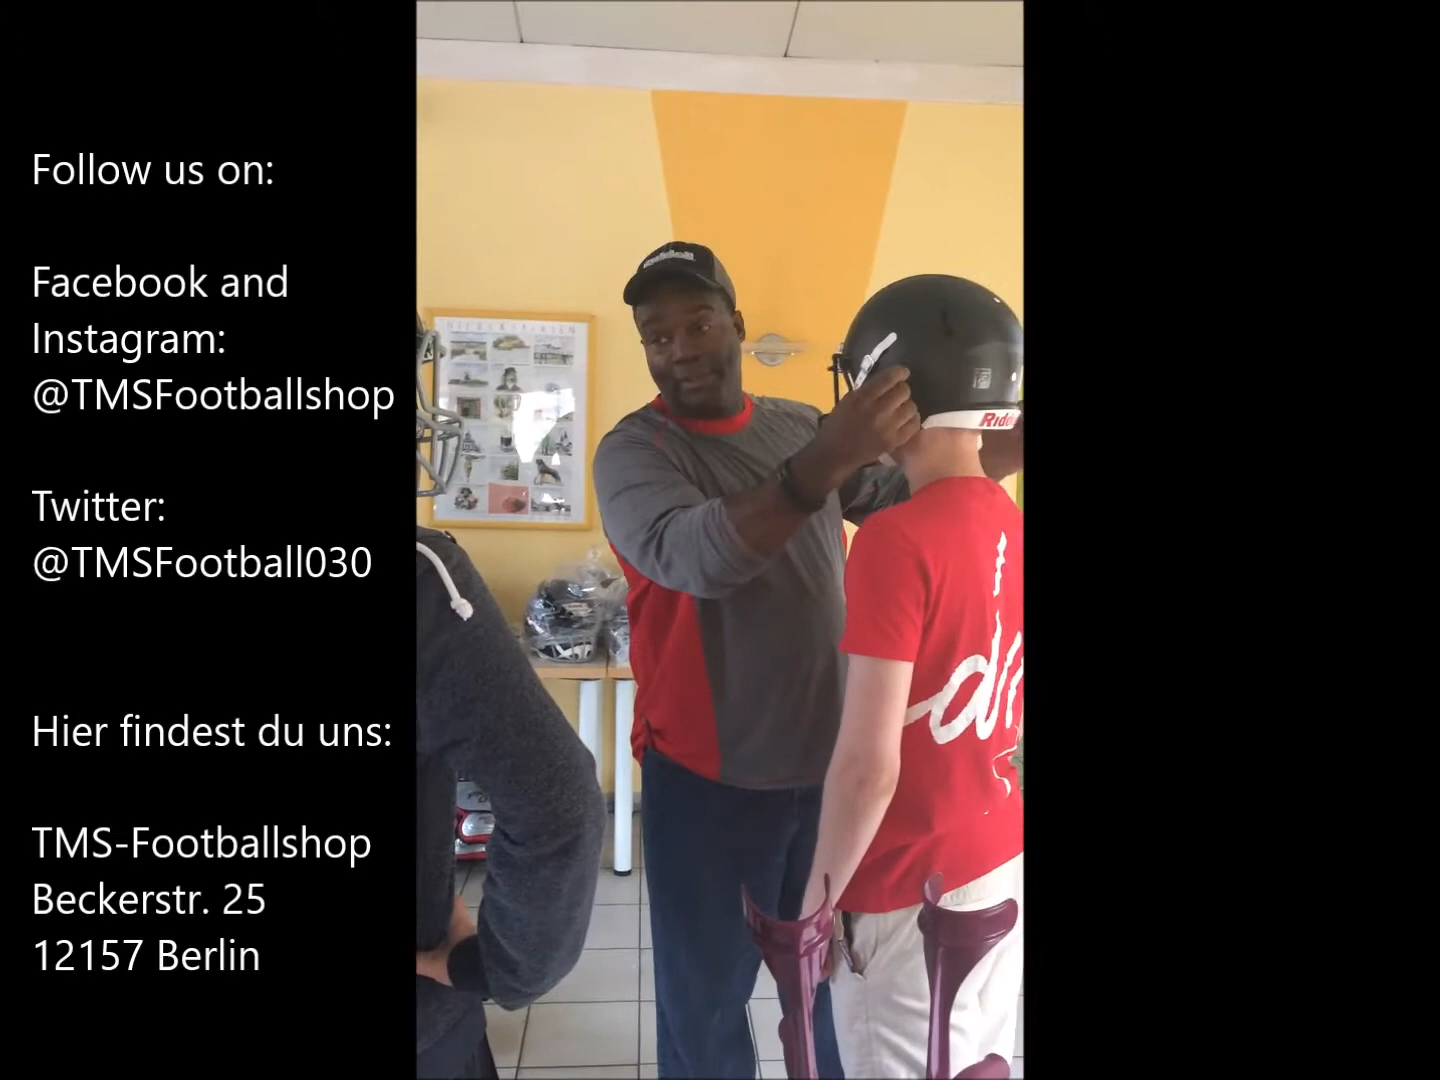 Follow us on:
Facebook and
Instagram:
@TMSFootballshop
Twitter:
@TMSFootball030
Hier findest du uns:
TMS-Footballshop
Beckerstr. 25
12157 Berlin